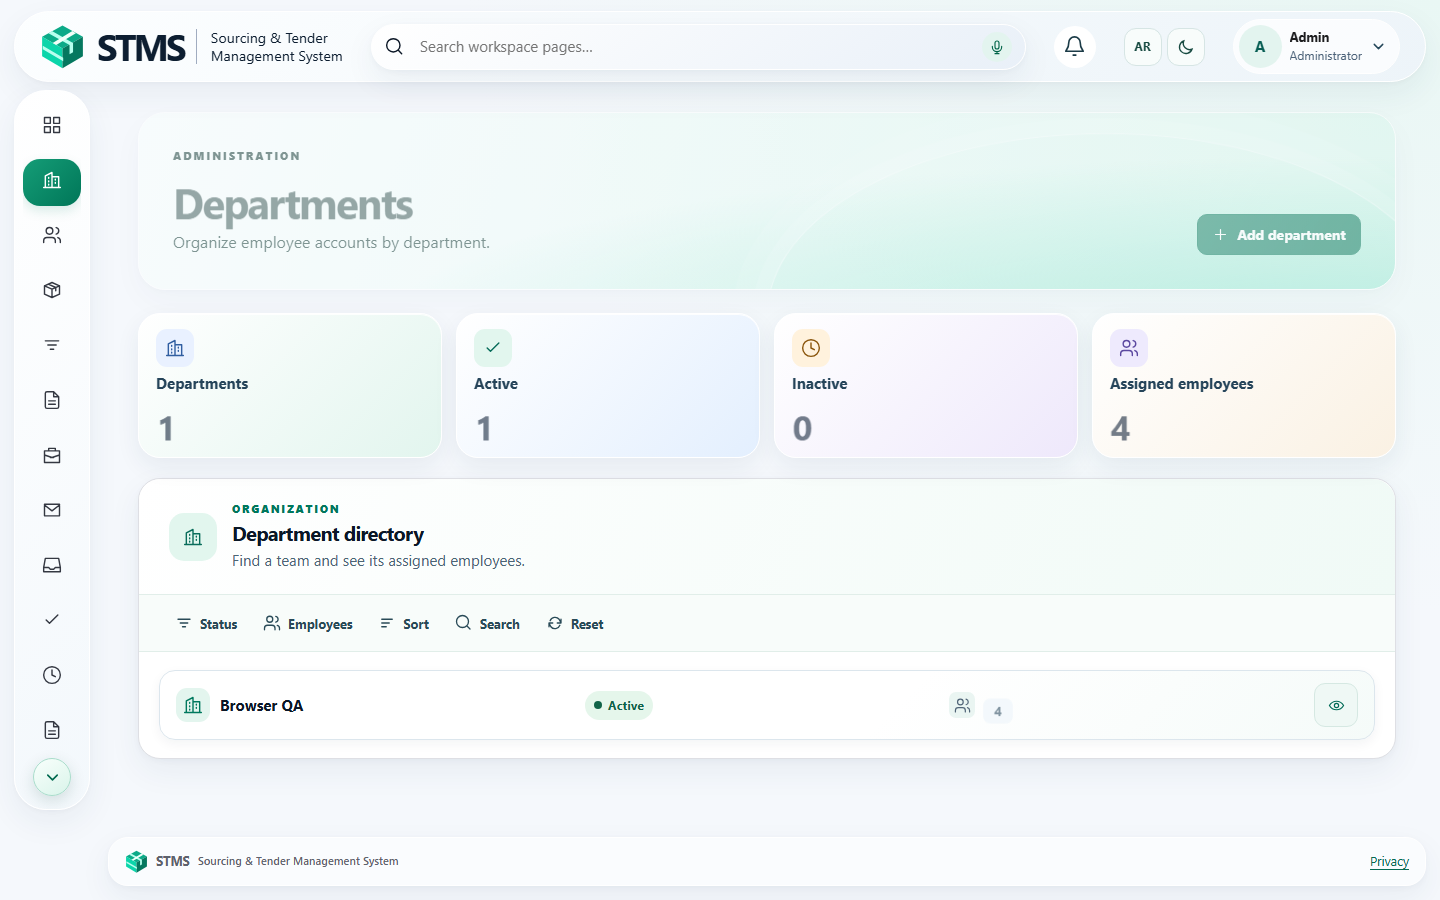 STMS
Sourcing & Tender
Management System
Search workspace pages...
AR
A
Admin
Administrator
ADMINISTRATION
Departments
Organize employee accounts by department.
Add department
Departments
1
Active
1
Inactive
0
Assigned employees
4
ORGANIZATION
Department directory
Find a team and see its assigned employees.
Status
Employees
Sort
Search
Reset
Browser QA
Active
4
STMS
Sourcing & Tender Management System
Privacy